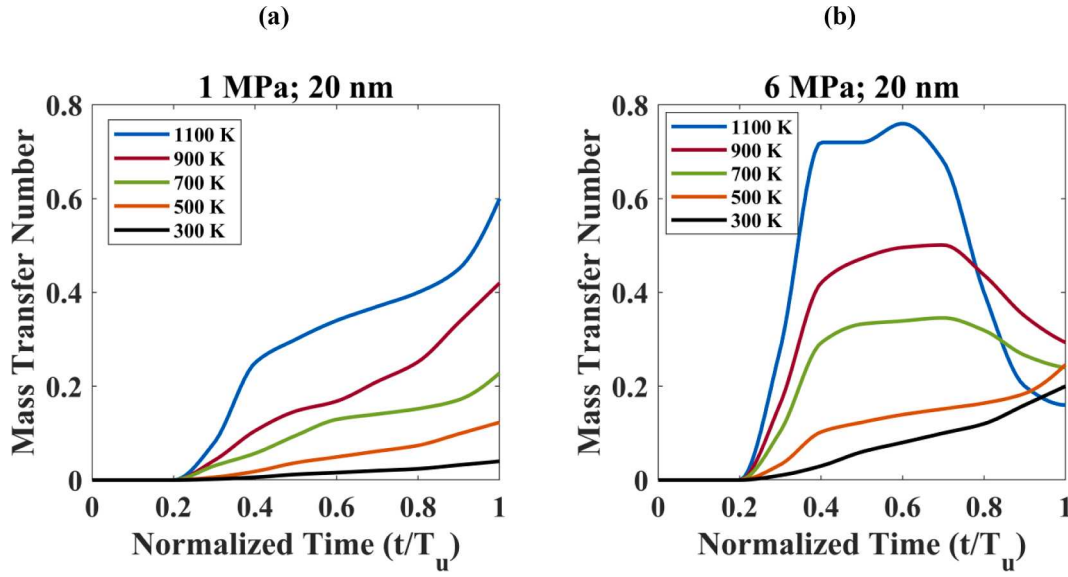 (a)
1 MPa; 20 nm
Mass Transfer Number
0.8
0.6
0.4
0.2
0
1100 K
900 K
700 K
500 K
300 K
0 0.2 0.4 0.6 0.8 1
Normalized Time (t/Tu)
(b)
6 MPa; 20 nm
Mass Transfer Number
0.8
0.6
0.4
0.2
0
1100 K
900 K
700 K
500 K
300 K
0 0.2 0.4 0.6 0.8 1
Normalized Time (t/Tu)